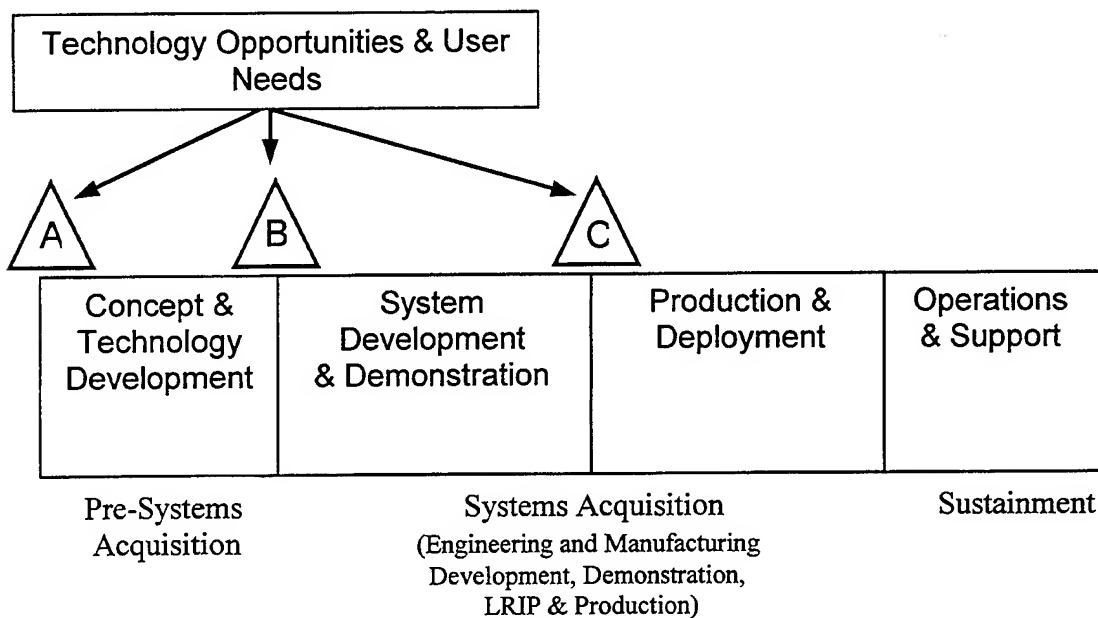 Technology Opportunities & User
Needs
A
B
C
Concept &
Technology
Development
System
Development
& Demonstration
Production &
Deployment
Operations
& Support
Pre-Systems
Acquisition
Systems Acquisition
(Engineering and Manufacturing
Development, Demonstration,
LRIP & Production)
Sustainment